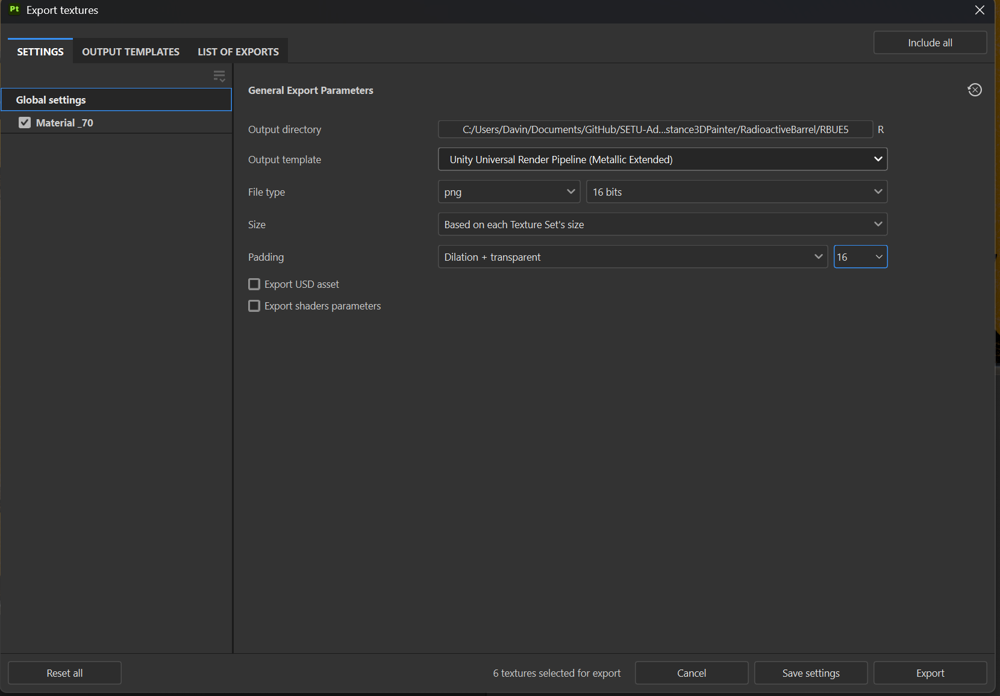 Pt Export textures
Include all
SETTINGS OUTPUT TEMPLATES LIST OF EXPORTS
Global settings
Material _70
General Export Parameters
Output directory C:/Users/Davin/Documents/GitHub/SETU-Ad...stance3DPainter/RadioactiveBarrel/RBUE5 R
Output template Unity Universal Render Pipeline (Metallic Extended)
File type png 16 bits
Size Based on each Texture Set's size
Padding Dilation + transparent 16
Export USD asset
Export shaders parameters
Reset all 6 textures selected for export Cancel Save settings Export